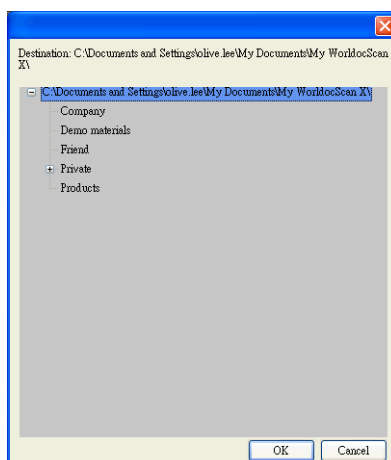 Destination: C:\Documents and Settings\olive.lee\My Documents\My WorldocScan
X\
C:\Documents and Settings\olive.lee\My Documents\My WorldocScan X\
Company
Demo materials
Friend
Private
Products
OK Cancel